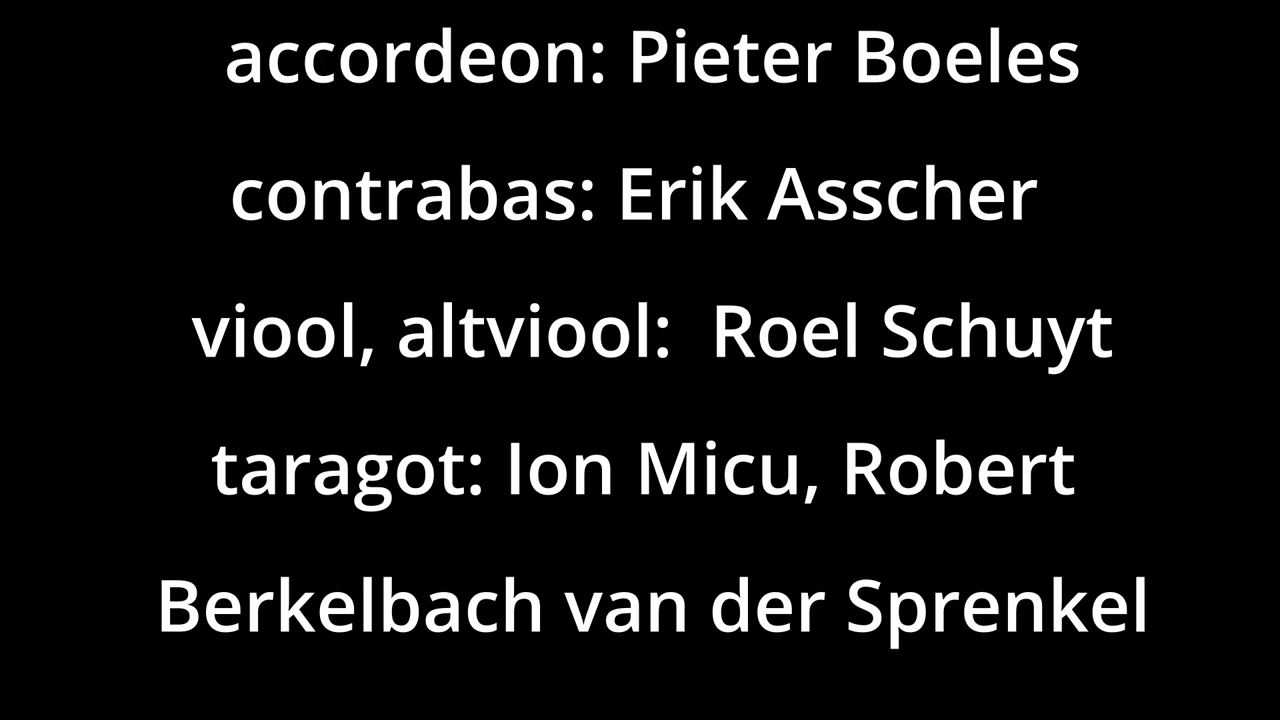 accordeon: Pieter Boeles
contrabas: Erik Asscher
viool, altviool:  Roel Schuyt
taragot: Ion Micu, Robert
Berkelbach van der Sprenkel